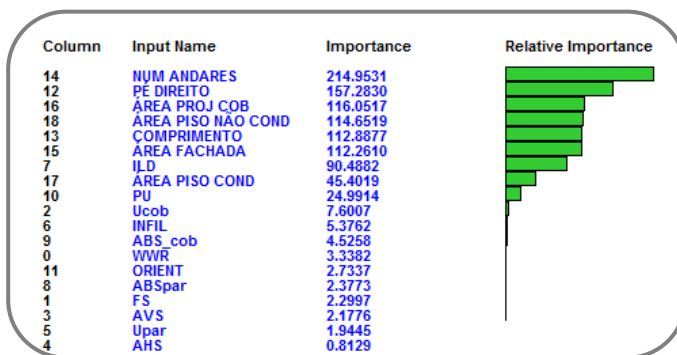 Column Input Name Importance Relative Importance
14 NUM ANDARES 214.9531
12 PÉ DIREITO 157.2830
16 ÁREA PROJ COB 116.0517
18 ÁREA PISO NÃO COND 114.6519
13 COMPRIMENTO 112.8877
15 ÁREA FACHADA 112.2610
7 ILD 90.4882
17 ÁREA PISO COND 45.4019
10 PU 24.9914
2 Ucob 7.6007
6 INFIL 5.3762
9 ABS_cob 4.5258
0 WWR 3.3382
11 ORIENT 2.7337
8 ABSpar 2.3773
1 FS 2.2997
3 AVS 2.1776
5 Upar 1.9445
4 AHS 0.8129